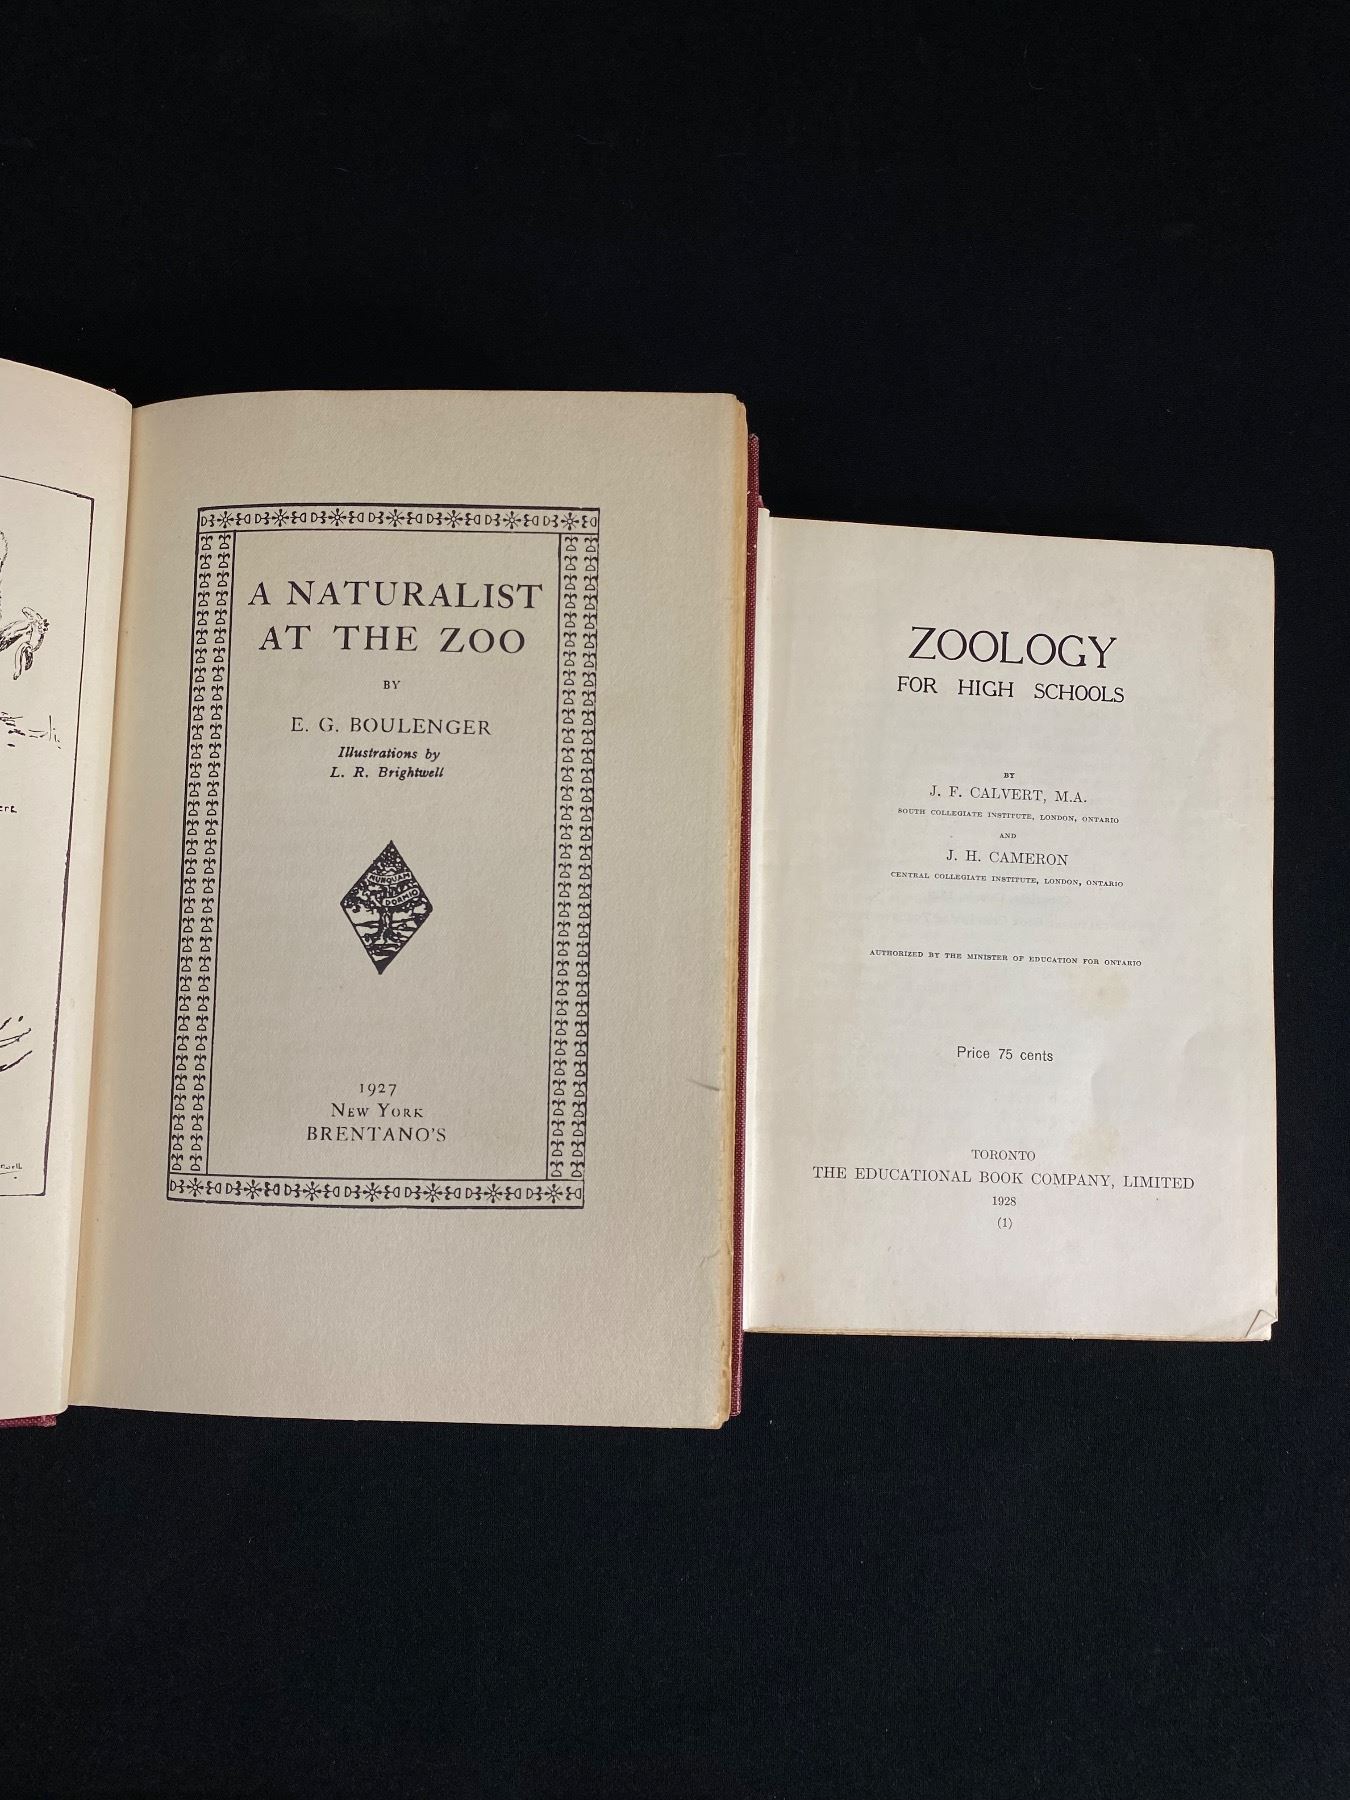 A NATURALIST
AT THE ZOO
BY
E. G. BOULENGER
Illustrations by
L. R. Brightwell
NUNQUAM
DORMIO
1927
NEW YORK
BRENTANO'S
ZOOLOGY
FOR HIGH SCHOOLS
BY
J. F. CALVERT, M.A.
SOUTH COLLEGIATE INSTITUTE, LONDON, ONTARIO
AND
J. H. CAMERON
CENTRAL COLLEGIATE INSTITUTE, LONDON, ONTARIO
AUTHORIZED BY THE MINISTER OF EDUCATION FOR ONTARIO
Price 75 cents
TORONTO
THE EDUCATIONAL BOOK COMPANY, LIMITED
1928
(1)